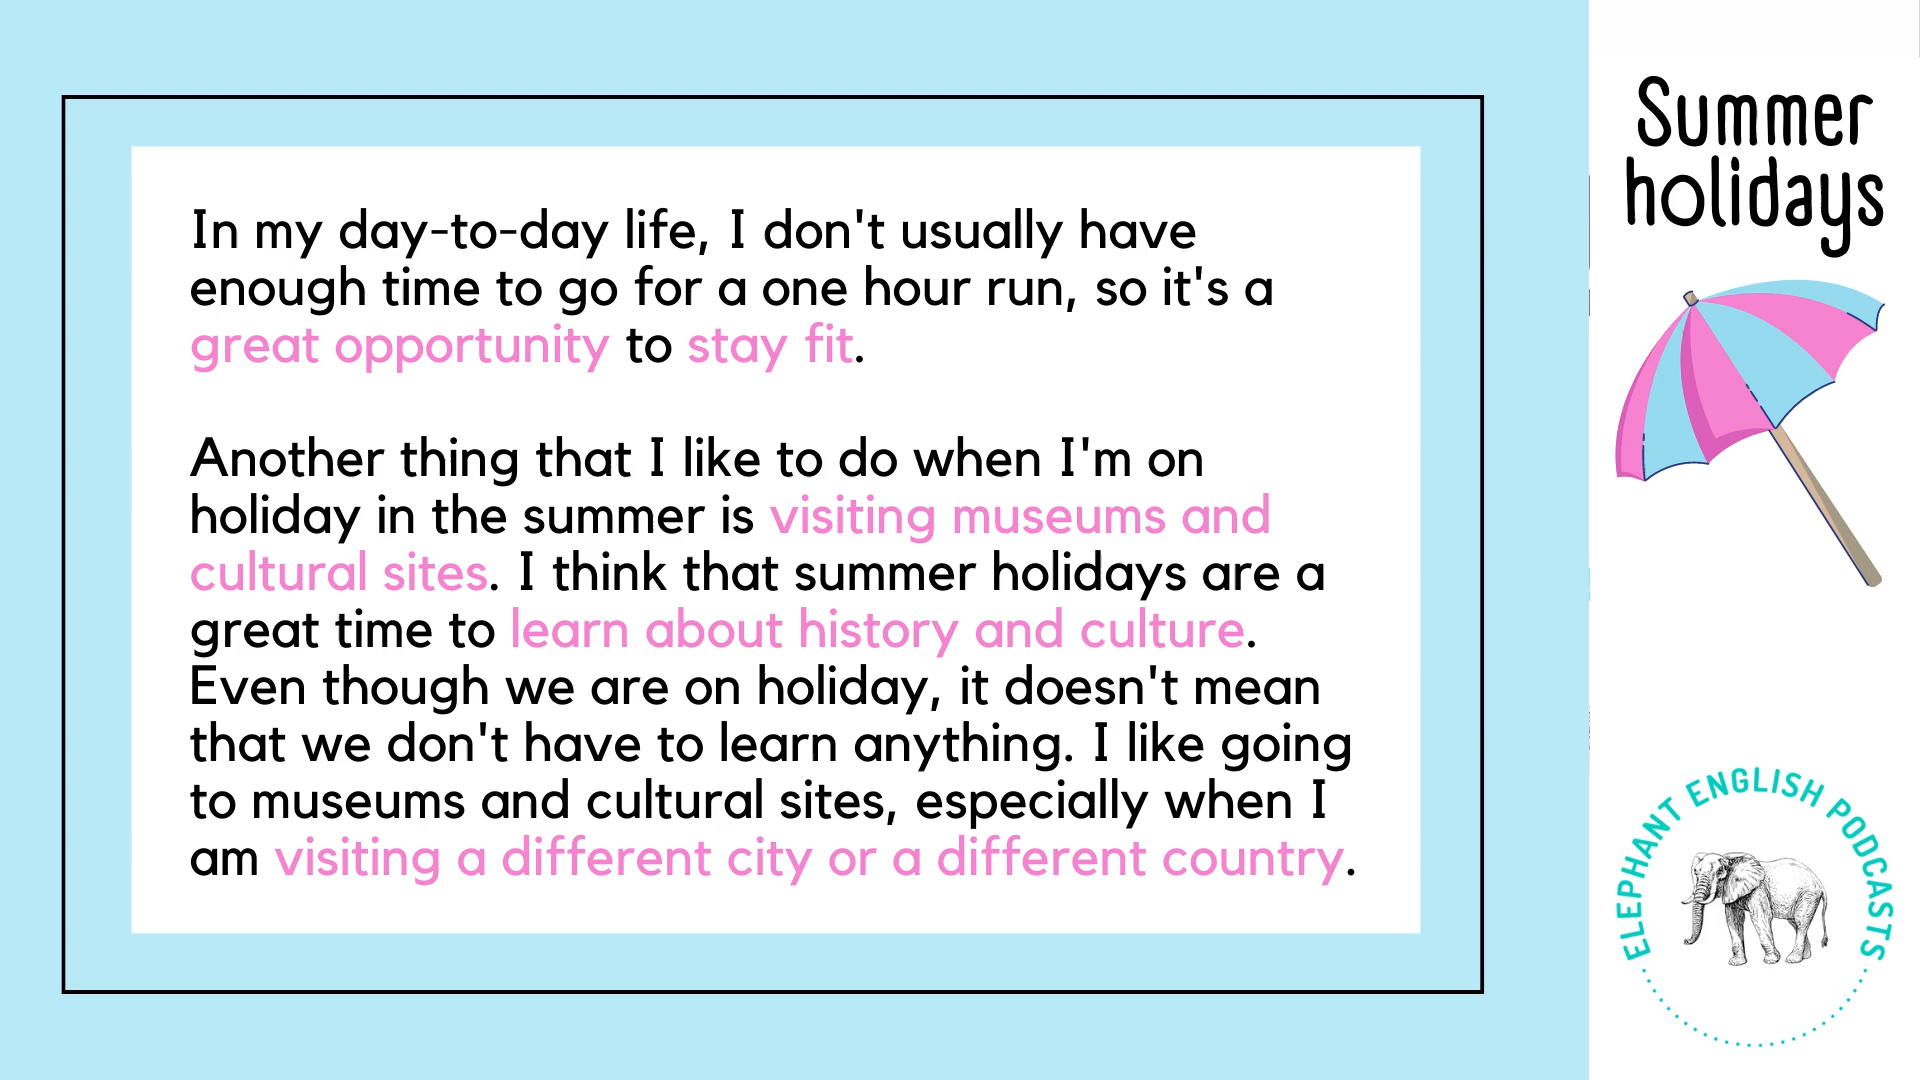 In my day-to-day life, I don't usually have
enough time to go for a one hour run, so it's a
great opportunity to stay fit.
Another thing that I like to do when I'm on
holiday in the summer is visiting museums and
cultural sites. I think that summer holidays are a
great time to learn about history and culture.
Even though we are on holiday, it doesn't mean
that we don't have to learn anything. I like going
to museums and cultural sites, especially when I
am visiting a different city or a different country.
Summer
holidays
ELEPHANT ENGLISH PODCASTS